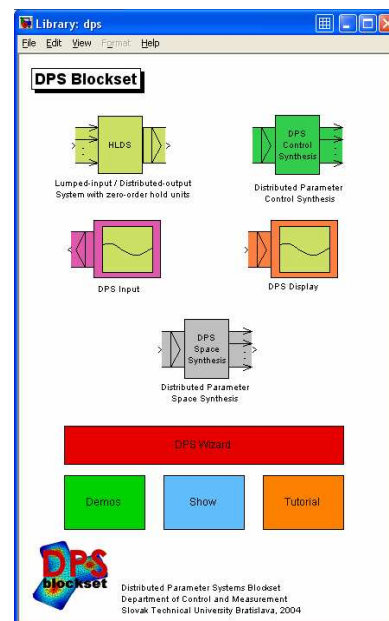 Library: dps
File Edit View Format Help
DPS Blockset
HLDS
DPS
Control
Synthesis
Lumped-input / Distributed-output
System with zero-order hold units
Distributed Parameter
Control Synthesis
DPS Input
DPS Display
DPS
Space
Synthesis
Distributed Parameter
Space Synthesis
DPS Wizard
Demos
Show
Tutorial
DPS
blockset
Distributed Parameter Systems Blockset
Department of Control and Measurement
Slovak Technical University Bratislava, 2004